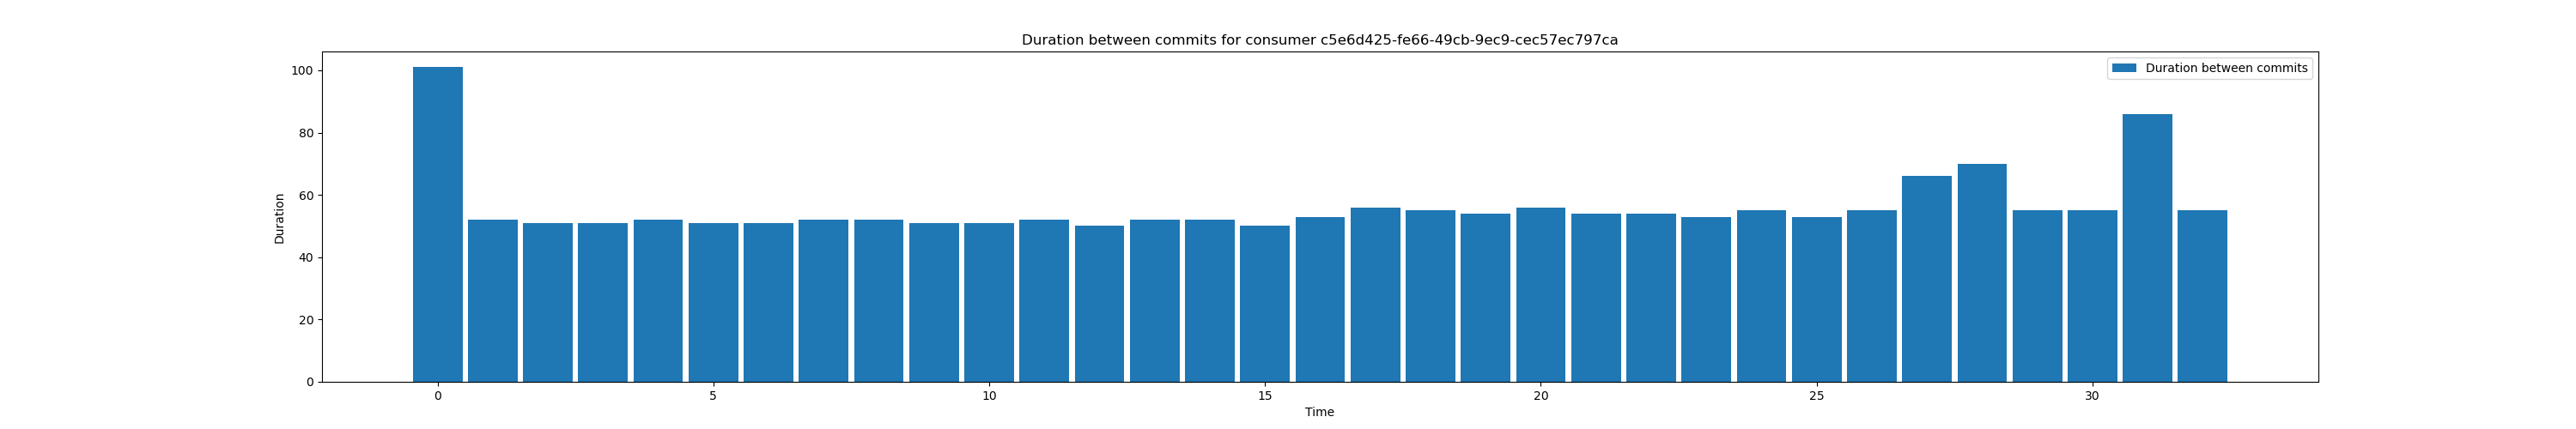 Duration between commits for consumer c5e6d425-fe66-49cb-9ec9-cec57ec797ca
Duration between commits
100
80
60
40
20
0
Duration
0 5 10 15 20 25 30
Time